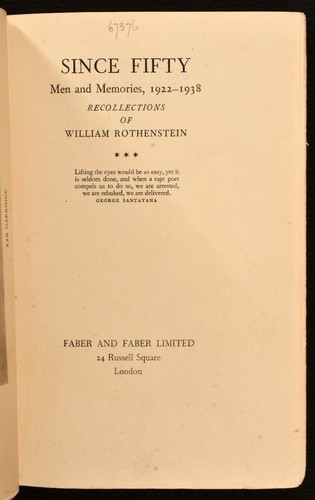 67376
SINCE FIFTY
Men and Memories, 1922–1938
RECOLLECTIONS
OF
WILLIAM ROTHENSTEIN
★ ★ ★
Lifting the eyes would be so easy, yet it
is seldom done, and when a rapt poet
compels us to do so, we are arrested,
we are rebuked, we are delivered.
GEORGE SANTAYANA
FABER AND FABER LIMITED
24 Russell Square
London